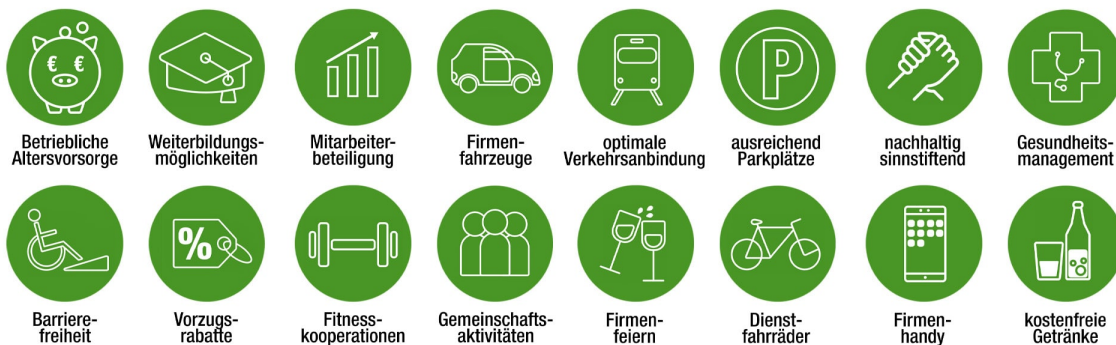 € €
Betriebliche
Altersvorsorge
Weiterbildungs-
möglichkeiten
Mitarbeiter-
beteiligung
Firmen-
fahrzeuge
optimale
Verkehrsanbindung
P
ausreichend
Parkplätze
nachhaltig
sinnstiftend
Gesundheits-
management
Barriere-
freiheit
%
Vorzugs-
rabatte
Fitness-
kooperationen
Gemeinschafts-
aktivitäten
Firmen-
feiern
Dienst-
fahrräder
Firmen-
handy
kostenfreie
Getränke